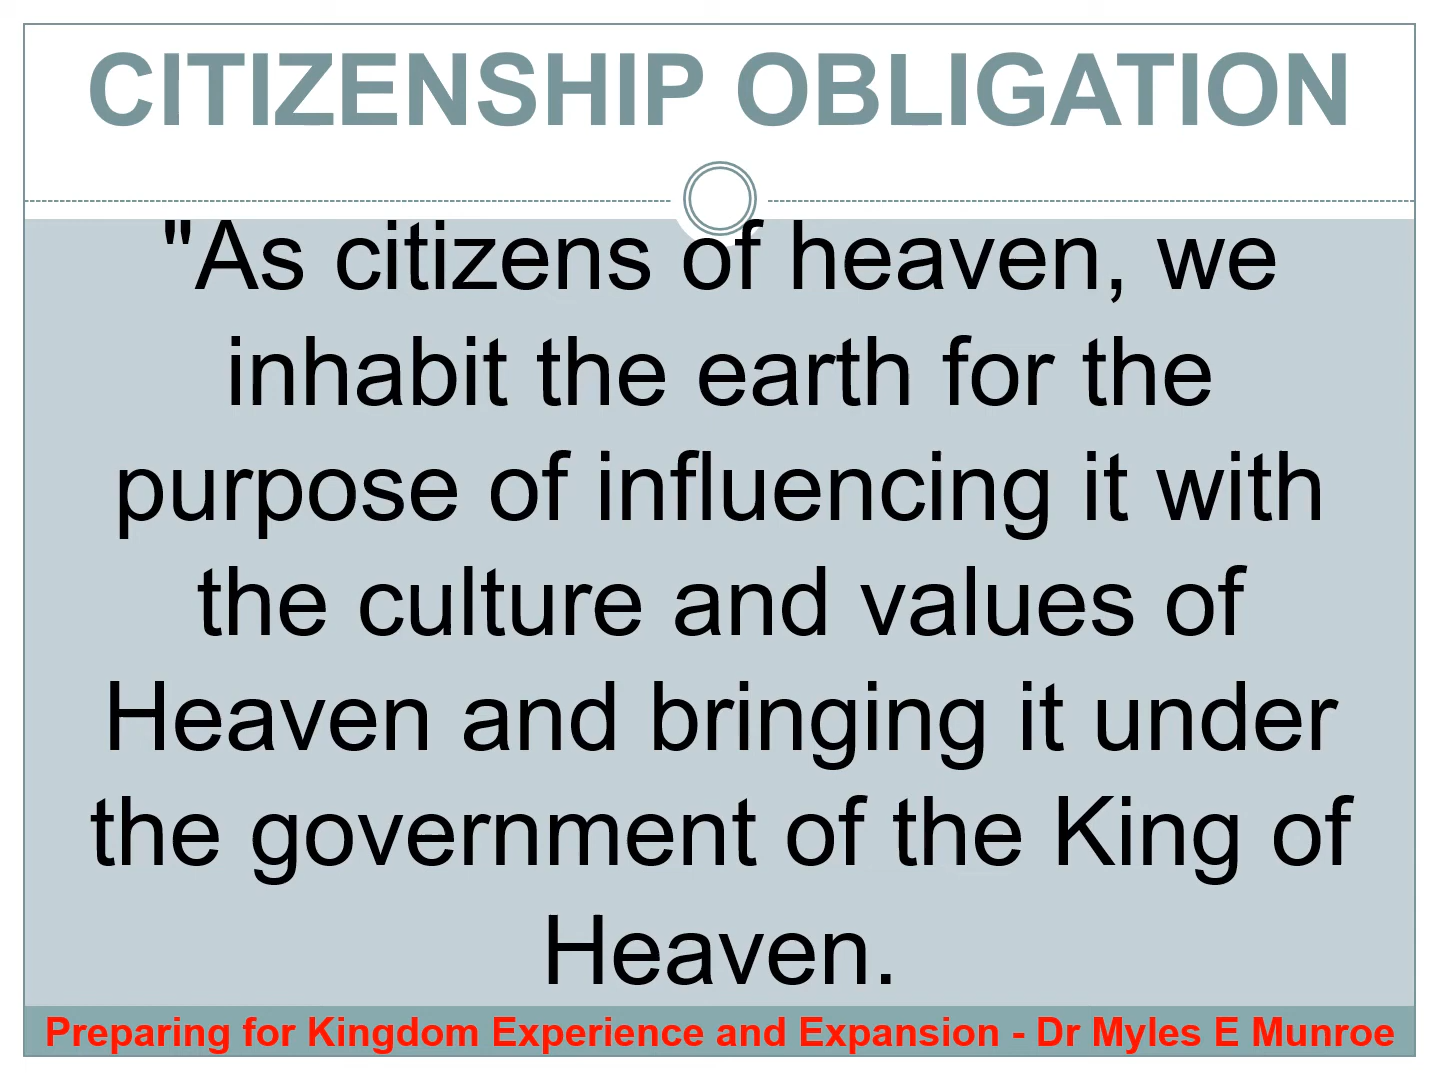 CITIZENSHIP OBLIGATION
"As citizens of heaven, we
inhabit the earth for the
purpose of influencing it with
the culture and values of
Heaven and bringing it under
the government of the King of
Heaven.
Preparing for Kingdom Experience and Expansion - Dr Myles E Munroe